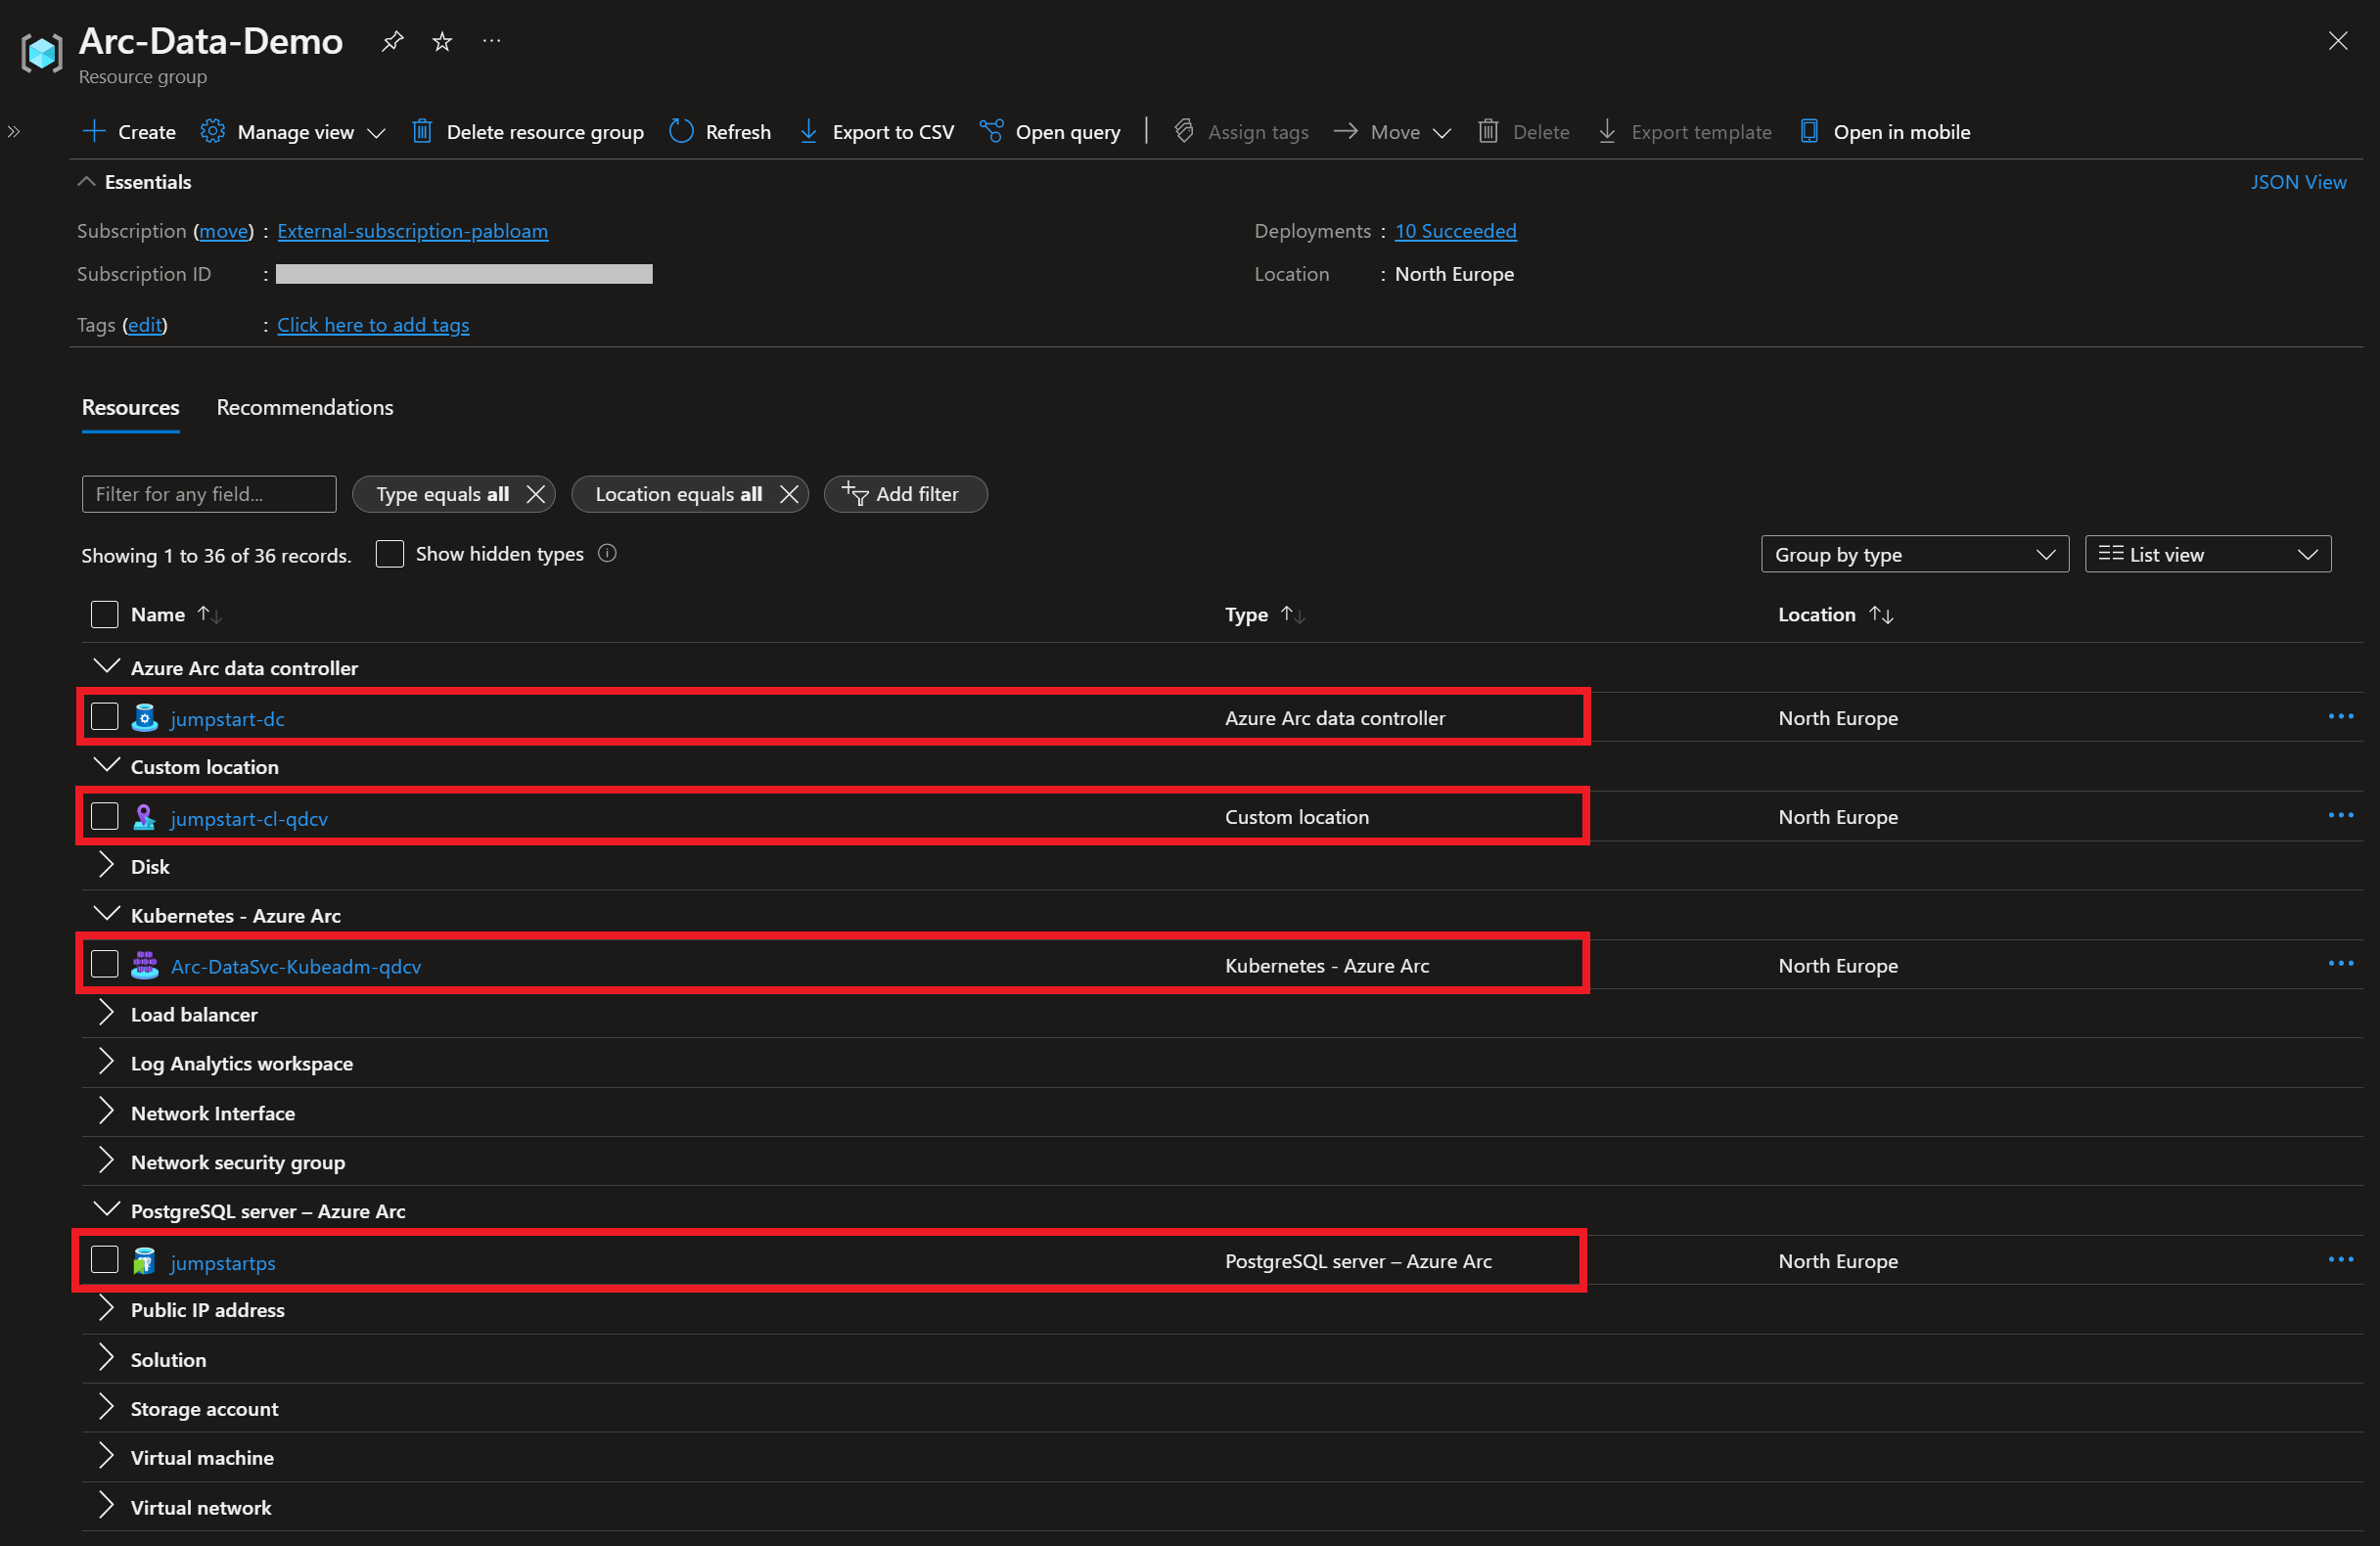 Arc-Data-Demo
Resource group
Create Manage view Delete resource group Refresh Export to CSV Open query Assign tags Move Delete Export template Open in mobile
Essentials JSON View
Subscription (move) : External-subscription-pabloam Deployments : 10 Succeeded
Subscription ID : Location : North Europe
Tags (edit) : Click here to add tags
Resources Recommendations
Filter for any field... Type equals all Location equals all Add filter
Showing 1 to 36 of 36 records. Show hidden types Group by type List view
Name Type Location
Azure Arc data controller
jumpstart-dc Azure Arc data controller North Europe
Custom location
jumpstart-cl-qdcv Custom location North Europe
Disk
Kubernetes - Azure Arc
Arc-DataSvc-Kubeadm-qdcv Kubernetes - Azure Arc North Europe
Load balancer
Log Analytics workspace
Network Interface
Network security group
PostgreSQL server – Azure Arc
jumpstartps PostgreSQL server – Azure Arc North Europe
Public IP address
Solution
Storage account
Virtual machine
Virtual network